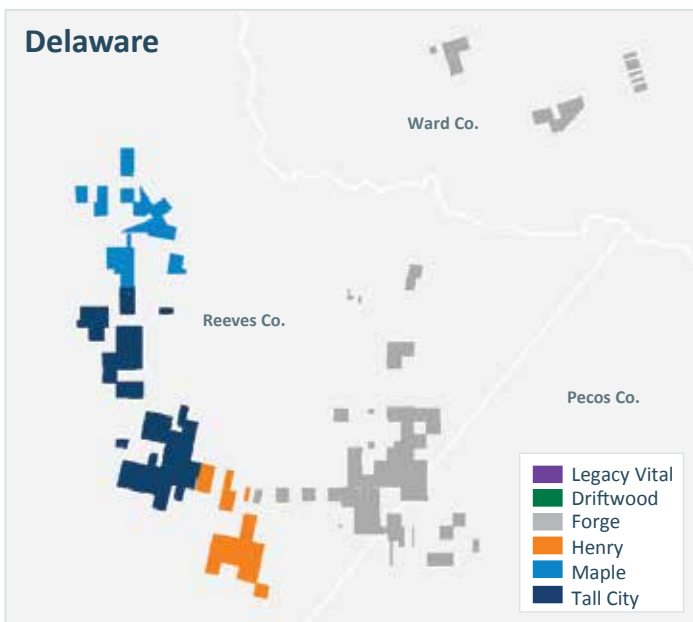 Delaware
Ward Co.
Reeves Co.
Pecos Co.
Legacy Vital
Driftwood
Forge
Henry
Maple
Tall City